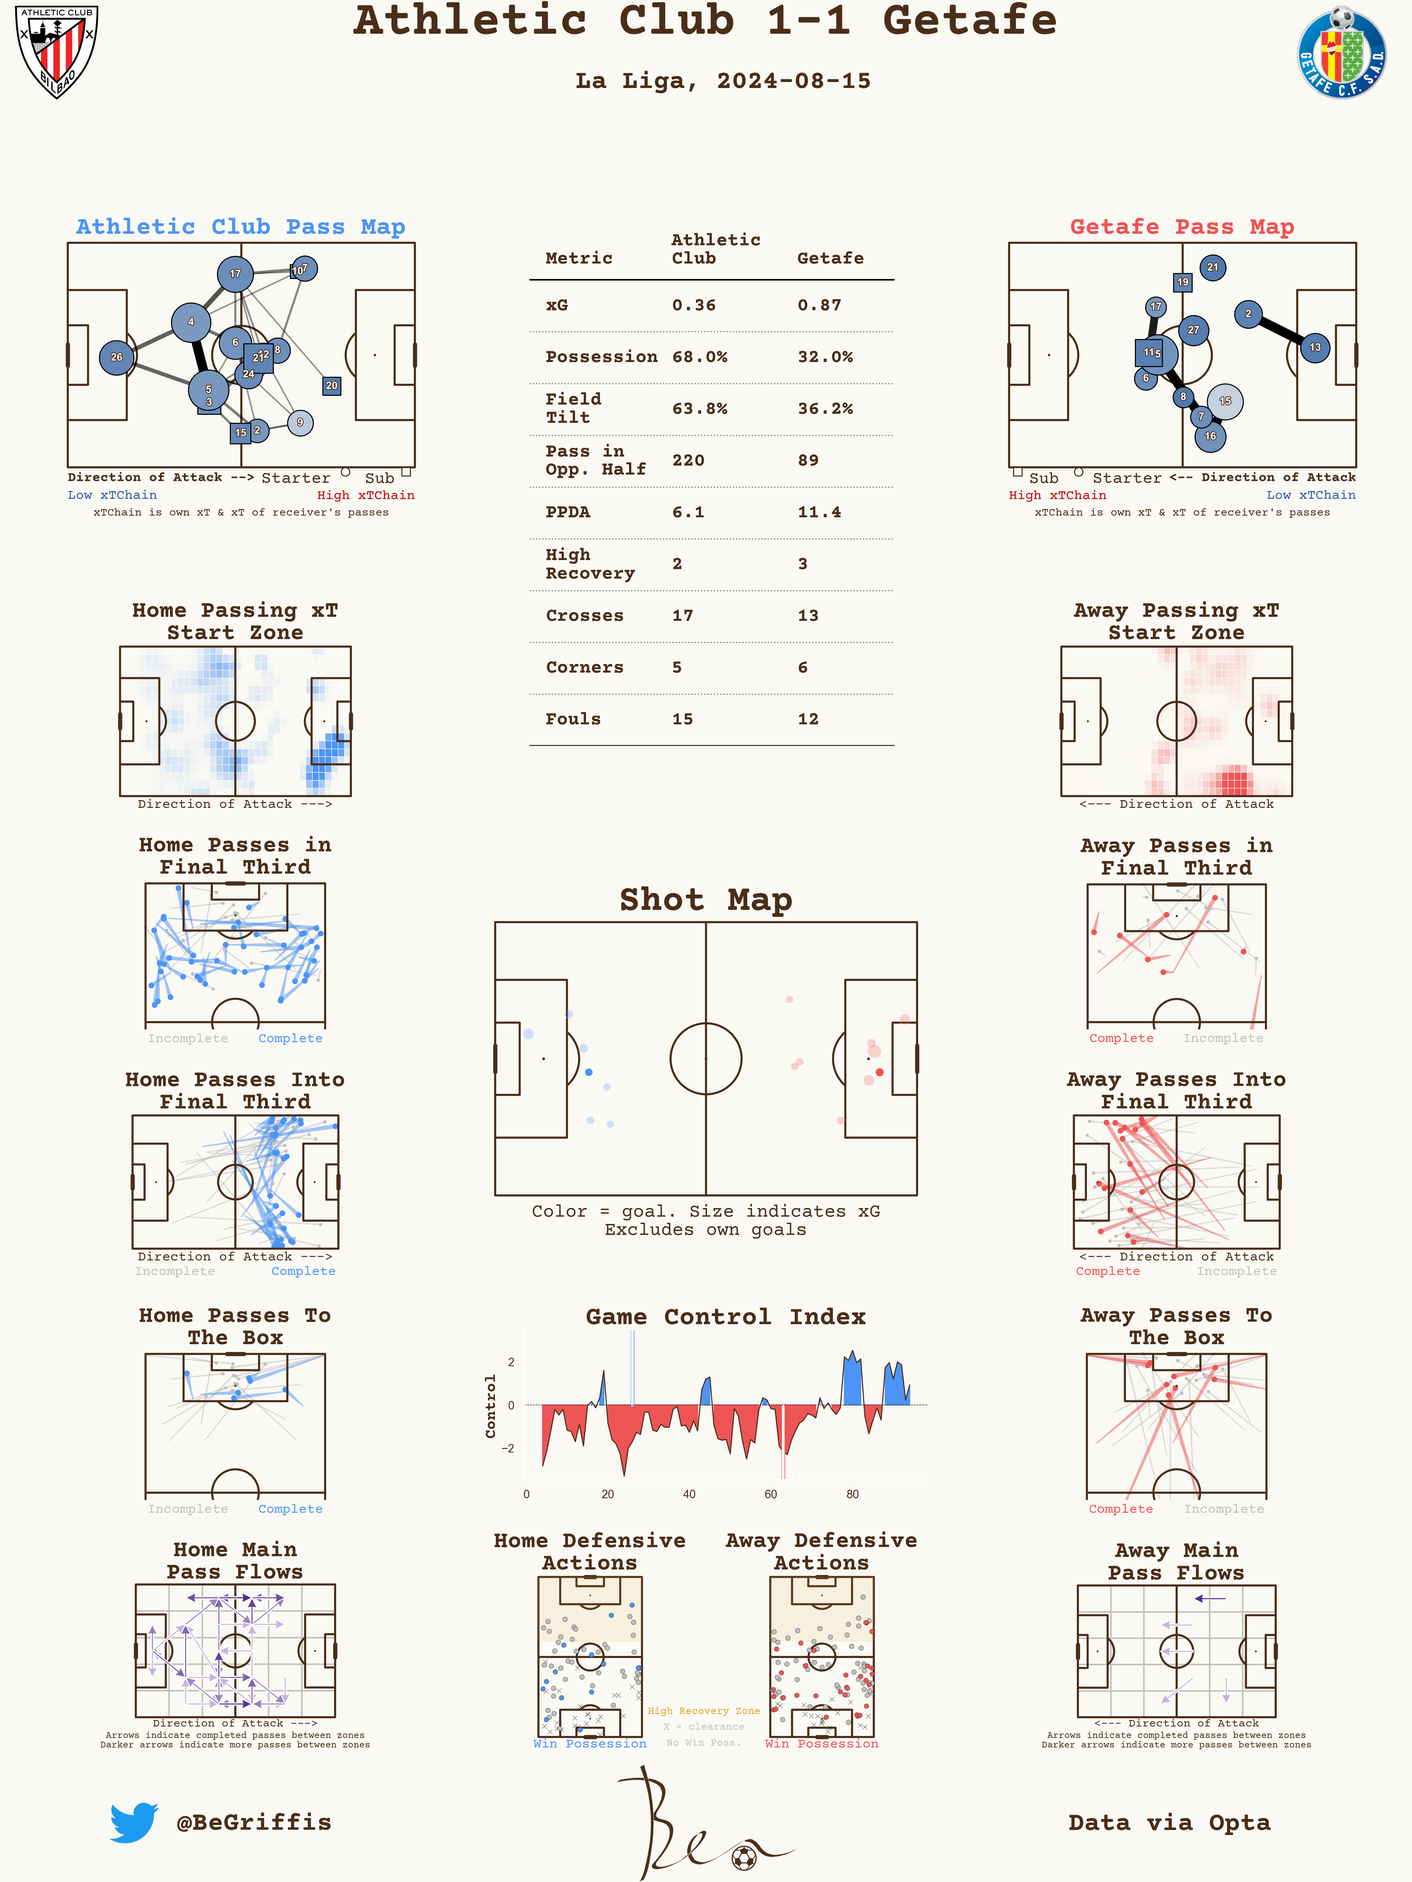 Athletic Club 1-1 Getafe
La Liga, 2024-08-15
ATHLETIC CLUB
BILBAO
GETAFE C.F. S.A.D.
Athletic Club Pass Map
17
10
7
4
6
12
8
26
21
24
5
3
20
15
2
9
Direction of Attack --> Starter Sub
Low xTChain High xTChain
xTChain is own xT & xT of receiver's passes
Metric Athletic Club Getafe
xG 0.36 0.87
Possession 68.0% 32.0%
Field Tilt 63.8% 36.2%
Pass in Opp. Half 220 89
PPDA 6.1 11.4
High Recovery 2 3
Crosses 17 13
Corners 5 6
Fouls 15 12
Getafe Pass Map
21
19
17
2
27
13
11
5
6
8
15
7
16
Sub Starter <-- Direction of Attack
High xTChain Low xTChain
xTChain is own xT & xT of receiver's passes
Home Passing xT
Start Zone
Direction of Attack --->
Away Passing xT
Start Zone
<--- Direction of Attack
Home Passes in
Final Third
Incomplete Complete
Away Passes in
Final Third
Complete Incomplete
Shot Map
Color = goal. Size indicates xG
Excludes own goals
Home Passes Into
Final Third
Direction of Attack --->
Incomplete Complete
Away Passes Into
Final Third
<--- Direction of Attack
Complete Incomplete
Home Passes To
The Box
Incomplete Complete
Game Control Index
Control
2
0
−2
0 20 40 60 80
Away Passes To
The Box
Complete Incomplete
Home Main
Pass Flows
Direction of Attack --->
Arrows indicate completed passes between zones
Darker arrows indicate more passes between zones
Home Defensive
Actions
Win Possession
High Recovery Zone
X = clearance
No Win Poss.
Away Defensive
Actions
Win Possession
Away Main
Pass Flows
<--- Direction of Attack
Arrows indicate completed passes between zones
Darker arrows indicate more passes between zones
@BeGriffis
Ben
Data via Opta